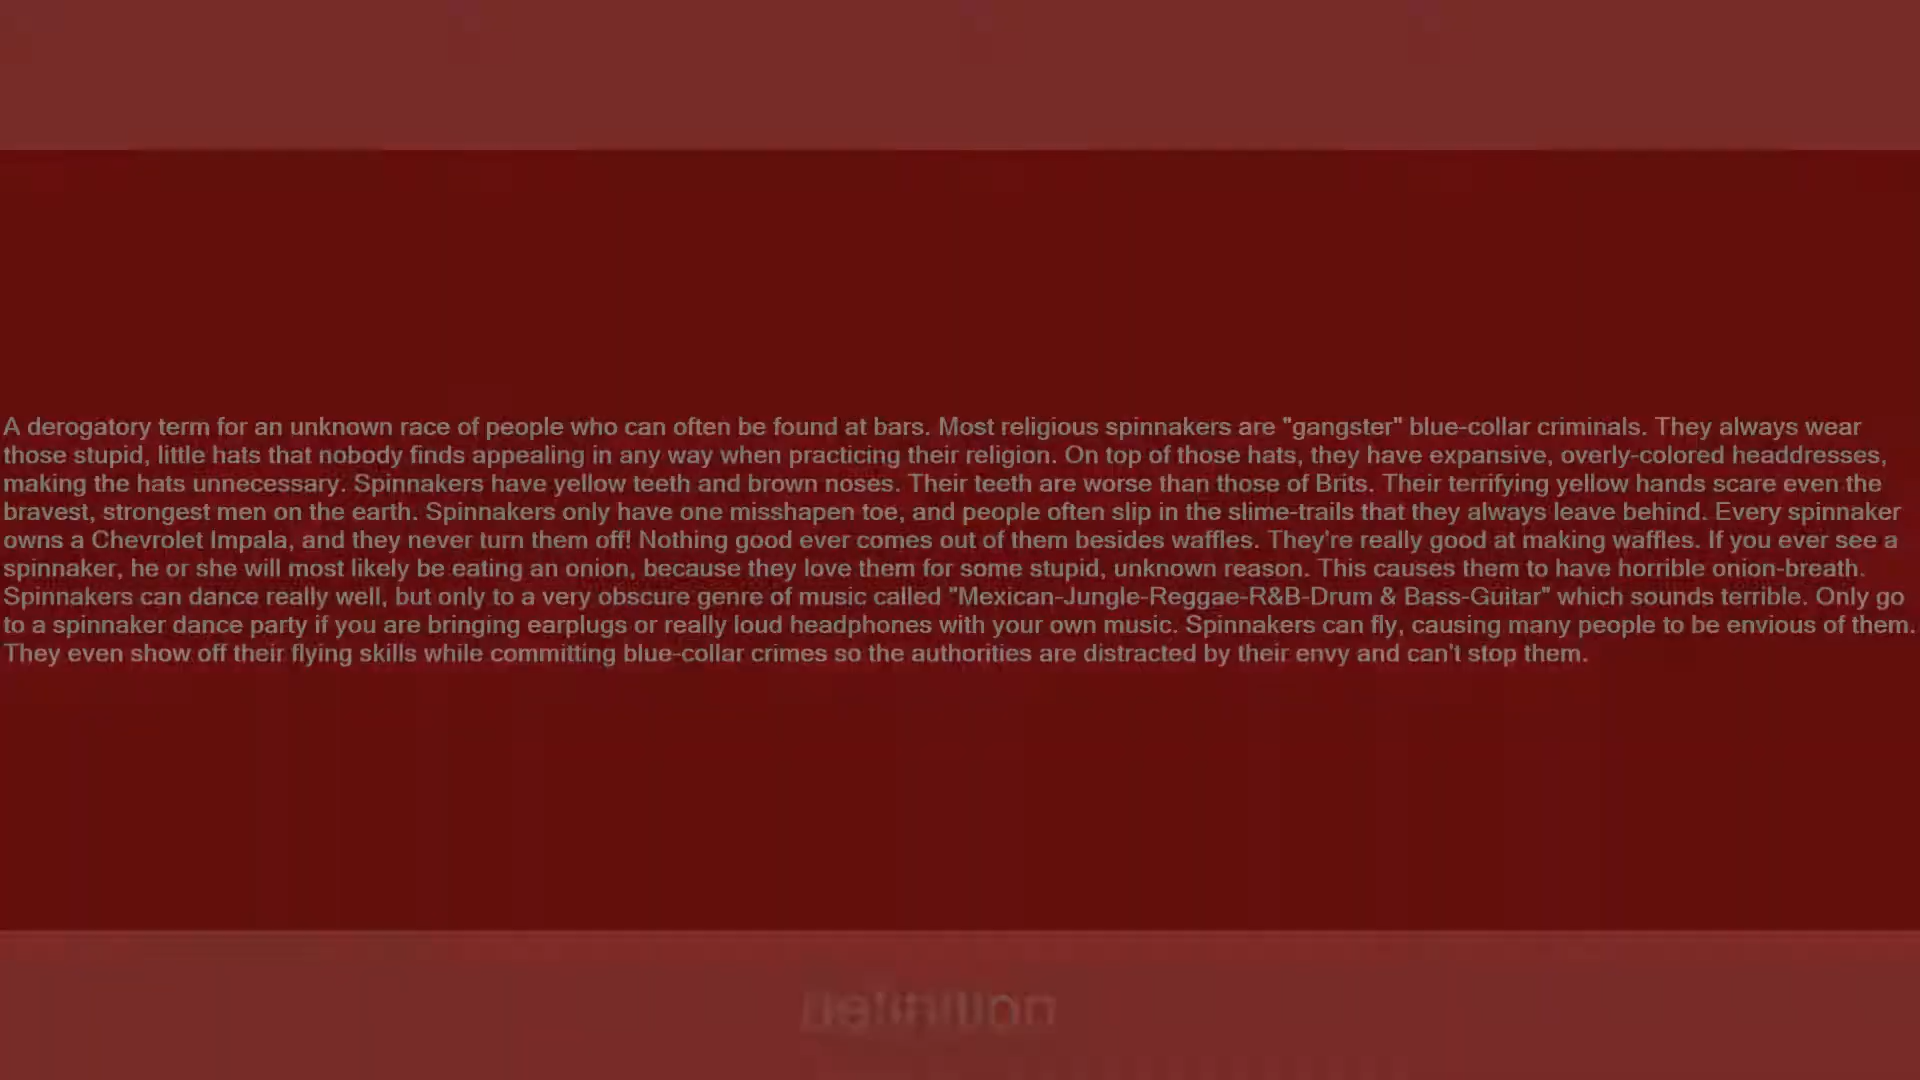 A derogatory term for an unknown race of people who can often be found at bars. Most religious spinnakers are "gangster" blue-collar criminals. They always wear
those stupid, little hats that nobody finds appealing in any way when practicing their religion. On top of those hats, they have expansive, overly-colored headdresses,
making the hats unnecessary. Spinnakers have yellow teeth and brown noses. Their teeth are worse than those of Brits. Their terrifying yellow hands scare even the
bravest, strongest men on the earth. Spinnakers only have one misshapen toe, and people often slip in the slime-trails that they always leave behind. Every spinnaker
owns a Chevrolet Impala, and they never turn them off! Nothing good ever comes out of them besides waffles. They're really good at making waffles. If you ever see a
spinnaker, he or she will most likely be eating an onion, because they love them for some stupid, unknown reason. This causes them to have horrible onion-breath.
Spinnakers can dance really well, but only to a very obscure genre of music called "Mexican-Jungle-Reggae-R&B-Drum & Bass-Guitar" which sounds terrible. Only go
to a spinnaker dance party if you are bringing earplugs or really loud headphones with your own music. Spinnakers can fly, causing many people to be envious of them.
They even show off their flying skills while committing blue-collar crimes so the authorities are distracted by their envy and can't stop them.
Definition